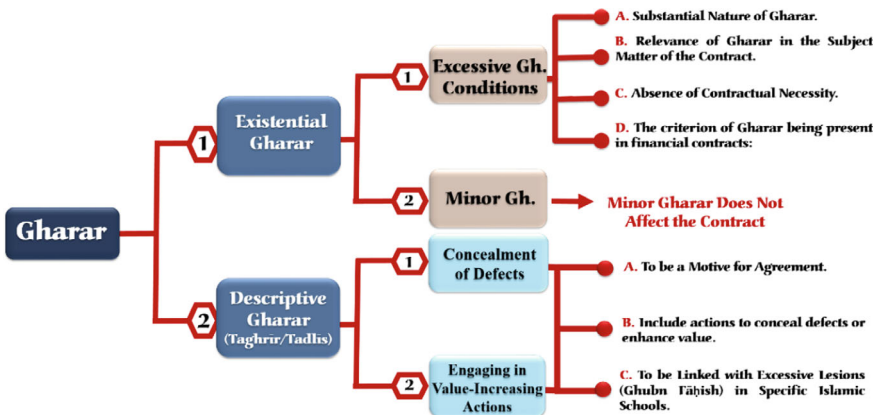 Gharar
1
Existential
Gharar
1
Excessive Gh.
Conditions
A. Substantial Nature of Gharar.
B. Relevance of Gharar in the Subject
Matter of the Contract.
C. Absence of Contractual Necessity.
D. The criterion of Gharar being present
in financial contracts:
2
Minor Gh.
Minor Gharar Does Not
Affect the Contract
2
Descriptive
Gharar
(Taghrīr/Tadlīs)
1
Concealment
of Defects
2
Engaging in
Value-Increasing
Actions
A. To be a Motive for Agreement.
B. Include actions to conceal defects or
enhance value.
C. To be Linked with Excessive Lesions
(Ghubn Fāḥish) in Specific Islamic
Schools.